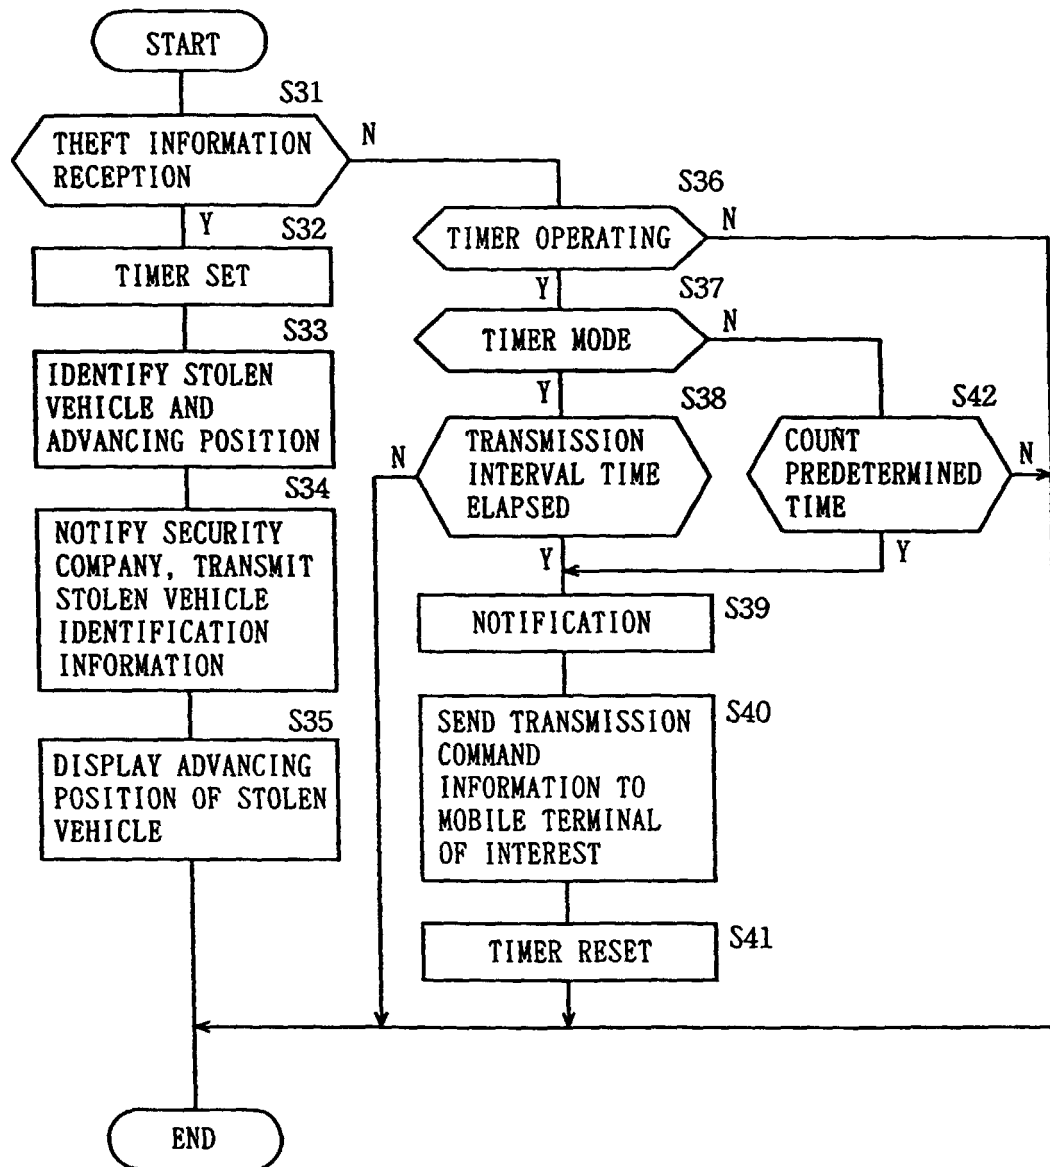 START
S31
THEFT INFORMATION
RECEPTION
N
Y
S32
TIMER SET
S33
IDENTIFY STOLEN
VEHICLE AND
ADVANCING POSITION
S34
NOTIFY SECURITY
COMPANY, TRANSMIT
STOLEN VEHICLE
IDENTIFICATION
INFORMATION
S35
DISPLAY ADVANCING
POSITION OF STOLEN
VEHICLE
S36
TIMER OPERATING
N
Y
S37
TIMER MODE
N
Y
S38
TRANSMISSION
INTERVAL TIME
ELAPSED
N
Y
S42
COUNT
PREDETERMINED
TIME
N
Y
NOTIFICATION
S39
SEND TRANSMISSION
COMMAND
INFORMATION TO
MOBILE TERMINAL
OF INTEREST
S40
TIMER RESET
S41
END